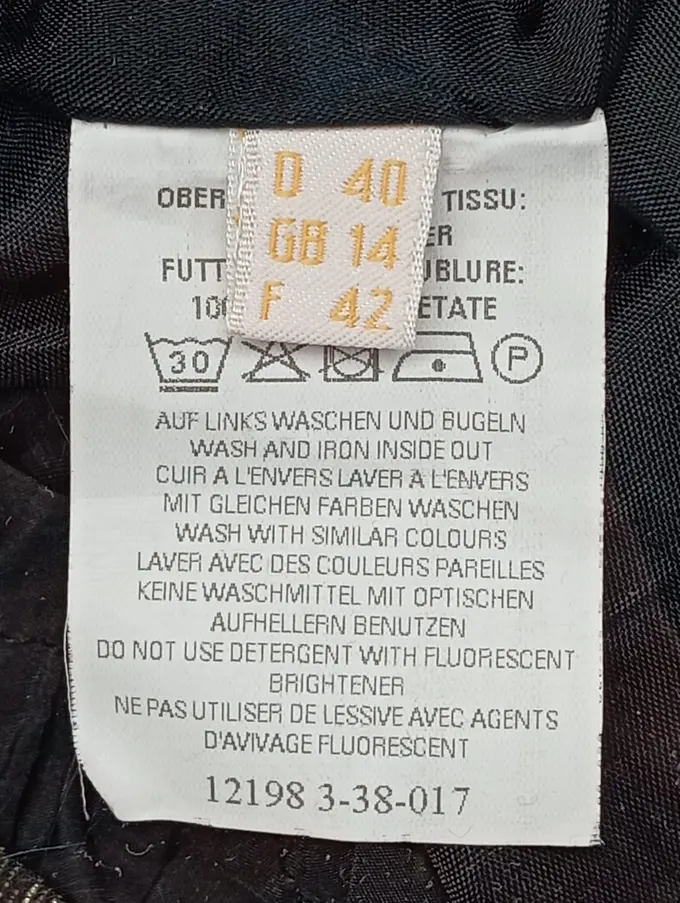 D 40
GB 14
F 42
OBER TISSU:
ER
FUTT UBLURE:
10 ETATE
30 P
AUF LINKS WASCHEN UND BUGELN
WASH AND IRON INSIDE OUT
CUIR A L'ENVERS LAVER A L'ENVERS
MIT GLEICHEN FARBEN WASCHEN
WASH WITH SIMILAR COLOURS
LAVER AVEC DES COULEURS PAREILLES
KEINE WASCHMITTEL MIT OPTISCHEN
AUFHELLERN BENUTZEN
DO NOT USE DETERGENT WITH FLUORESCENT
BRIGHTENER
NE PAS UTILISER DE LESSIVE AVEC AGENTS
D'AVIVAGE FLUORESCENT
12198 3-38-017